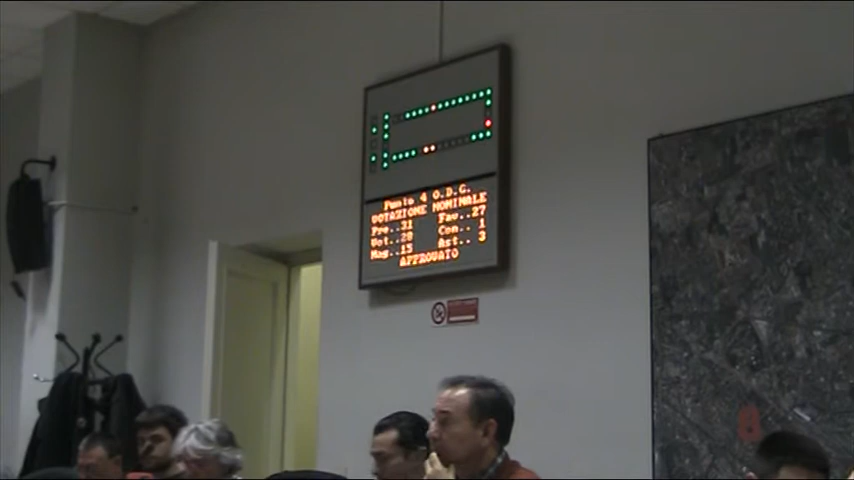 Punto 4 O.D.G.
VOTAZIONE NOMINALE
Pre..31 Fav..27
Vot..28 Con.. 1
Mag..15 Ast.. 3
APPROVATO